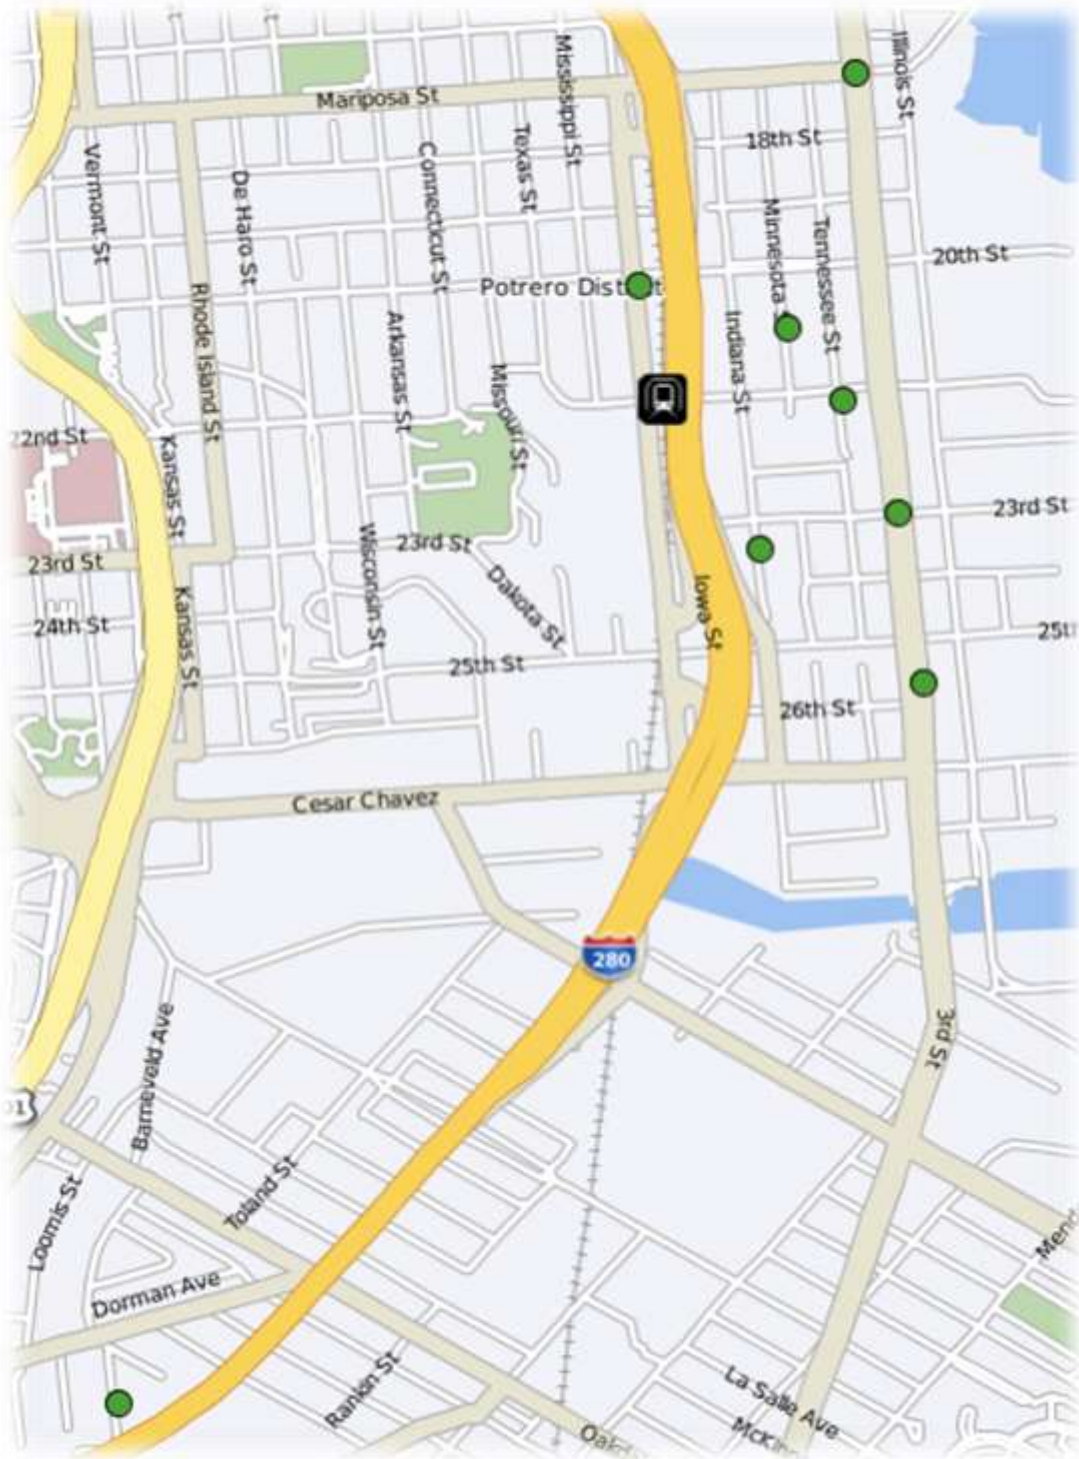 St
St
Illinois St
Mississippi St
Mariposa St
18th St
Texas St
Connecticut St
Vermont St
De Haro St
Minnesota
Tennessee St
20th St
Potrero
Rhode Island St
Arkansas St
Indiana St
Missouri St
22nd St
Kansas St
23rd St
23rd St
23rd St
Wisconsin St
Dakota St
Iowa St
Kansas St
24th St
25th St
26th St
Cesar Chavez
280
3rd St
Barneveld Ave
Toland St
Loomis St
Dorman Ave
La Salle Ave